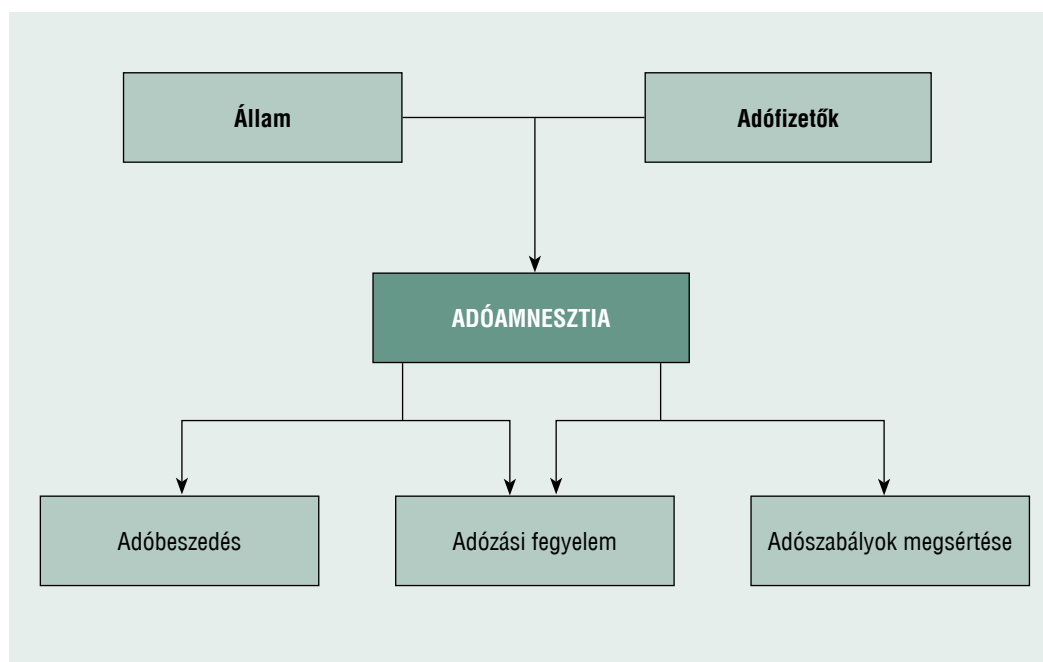 Állam
Adófizetők
ADÓAMNESZTIA
Adóbeszedés
Adózási fegyelem
Adószabályok megsértése